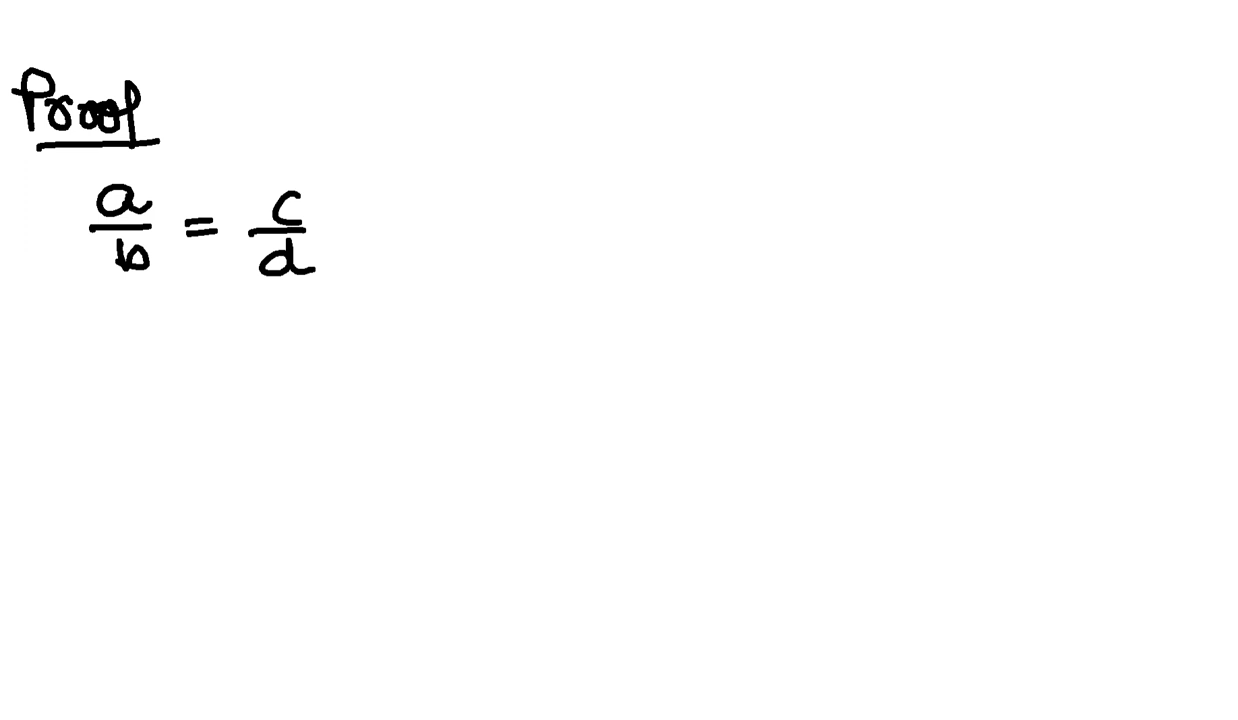 Proof
a/b = c/d